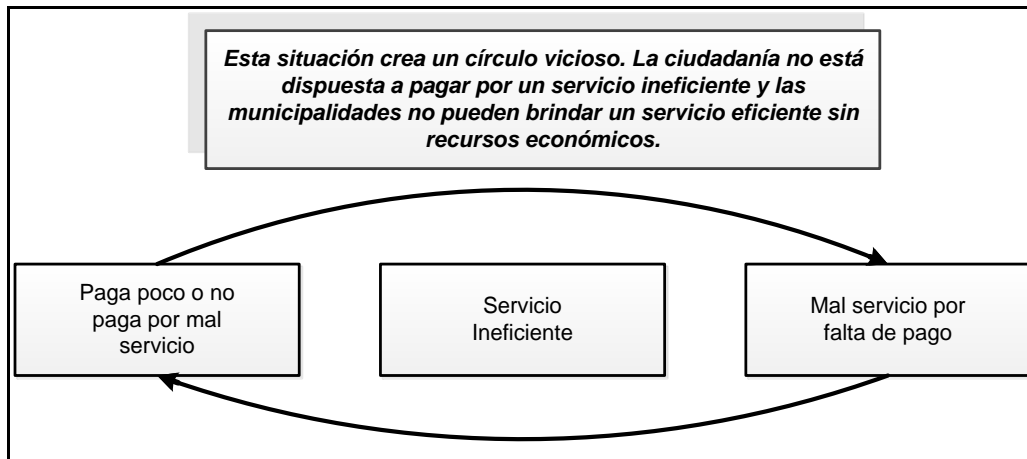 Esta situación crea un círculo vicioso. La ciudadanía no está
dispuesta a pagar por un servicio ineficiente y las
municipalidades no pueden brindar un servicio eficiente sin
recursos económicos.
Paga poco o no
paga por mal
servicio
Servicio
Ineficiente
Mal servicio por
falta de pago